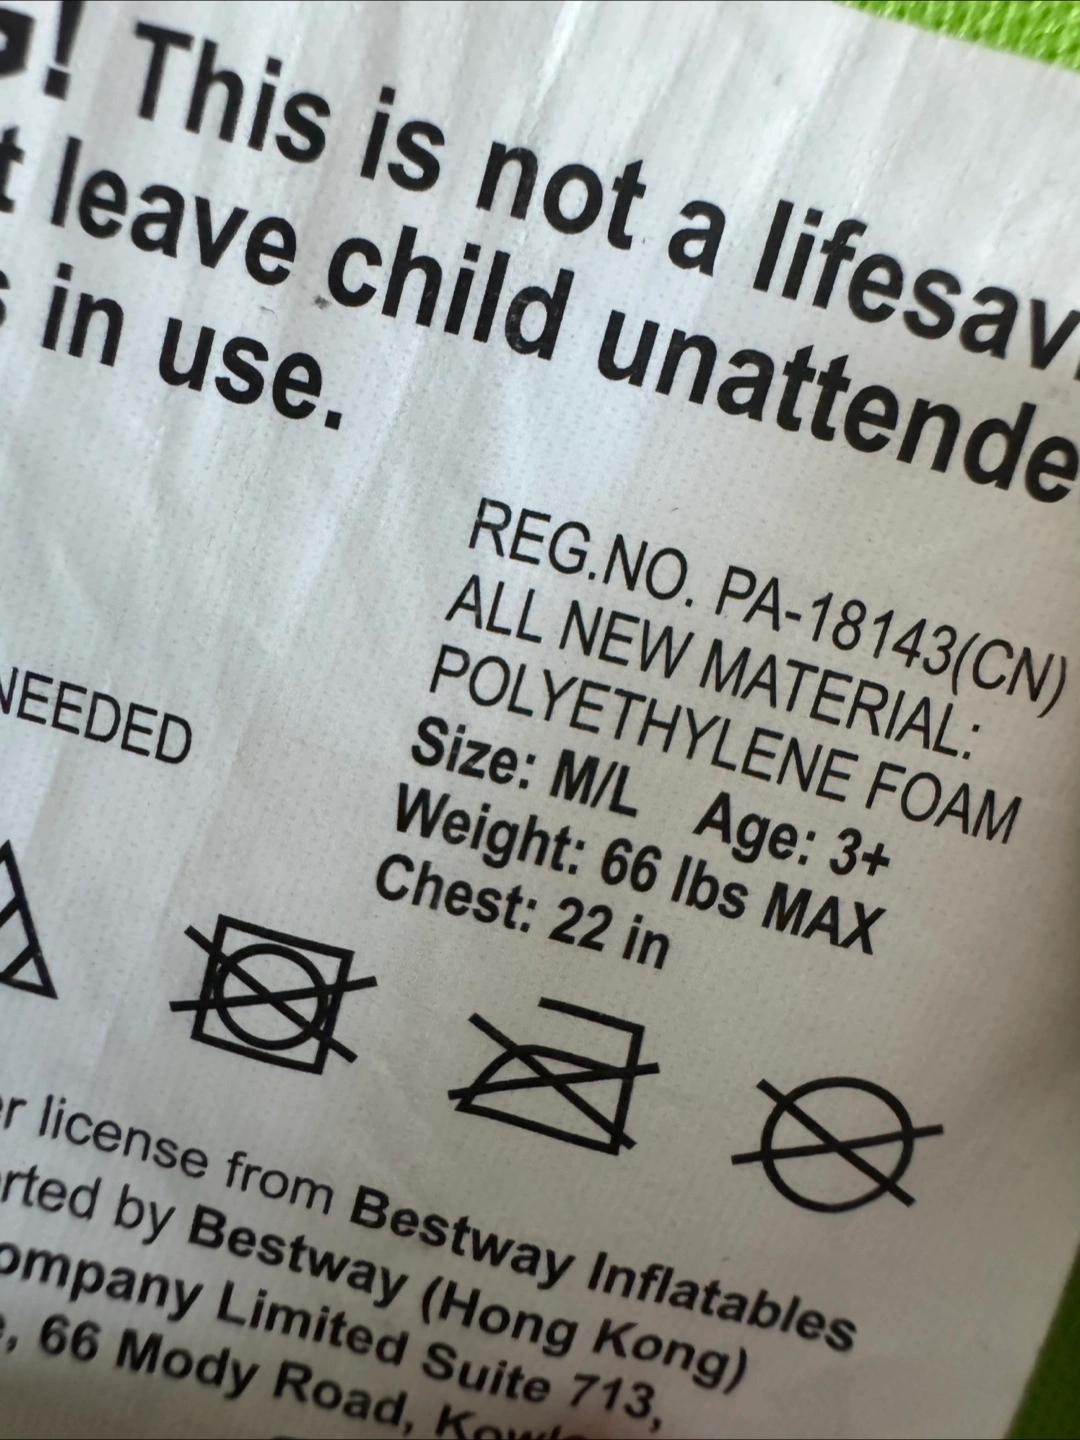 G! This is not a lifesavi
t leave child unattende
s in use.
REG.NO. PA-18143(CN)
ALL NEW MATERIAL:
POLYETHYLENE FOAM
NEEDED
Size: M/L Age: 3+
Weight: 66 lbs MAX
Chest: 22 in
er license from Bestway Inflatables
rted by Bestway (Hong Kong)
ompany Limited Suite 713,
e, 66 Mody Road,